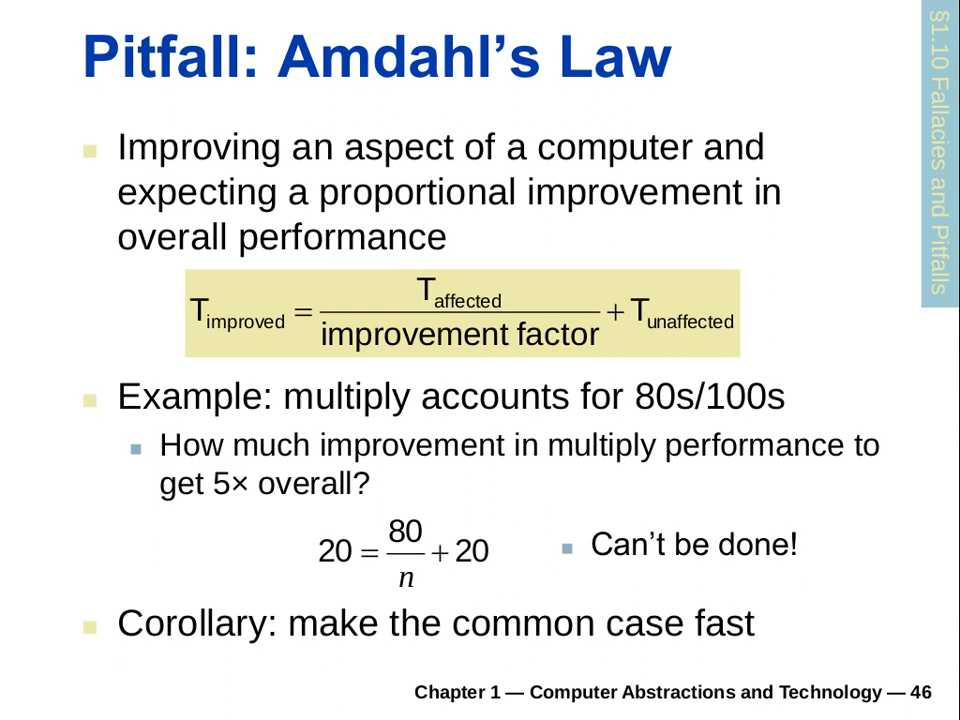 Pitfall: Amdahl’s Law
§1.10 Fallacies and Pitfalls
Improving an aspect of a computer and
expecting a proportional improvement in
overall performance
T_improved = T_affected / improvement factor + T_unaffected
Example: multiply accounts for 80s/100s
How much improvement in multiply performance to
get 5× overall?
20 = 80 / n + 20
Can’t be done!
Corollary: make the common case fast
Chapter 1 — Computer Abstractions and Technology — 46